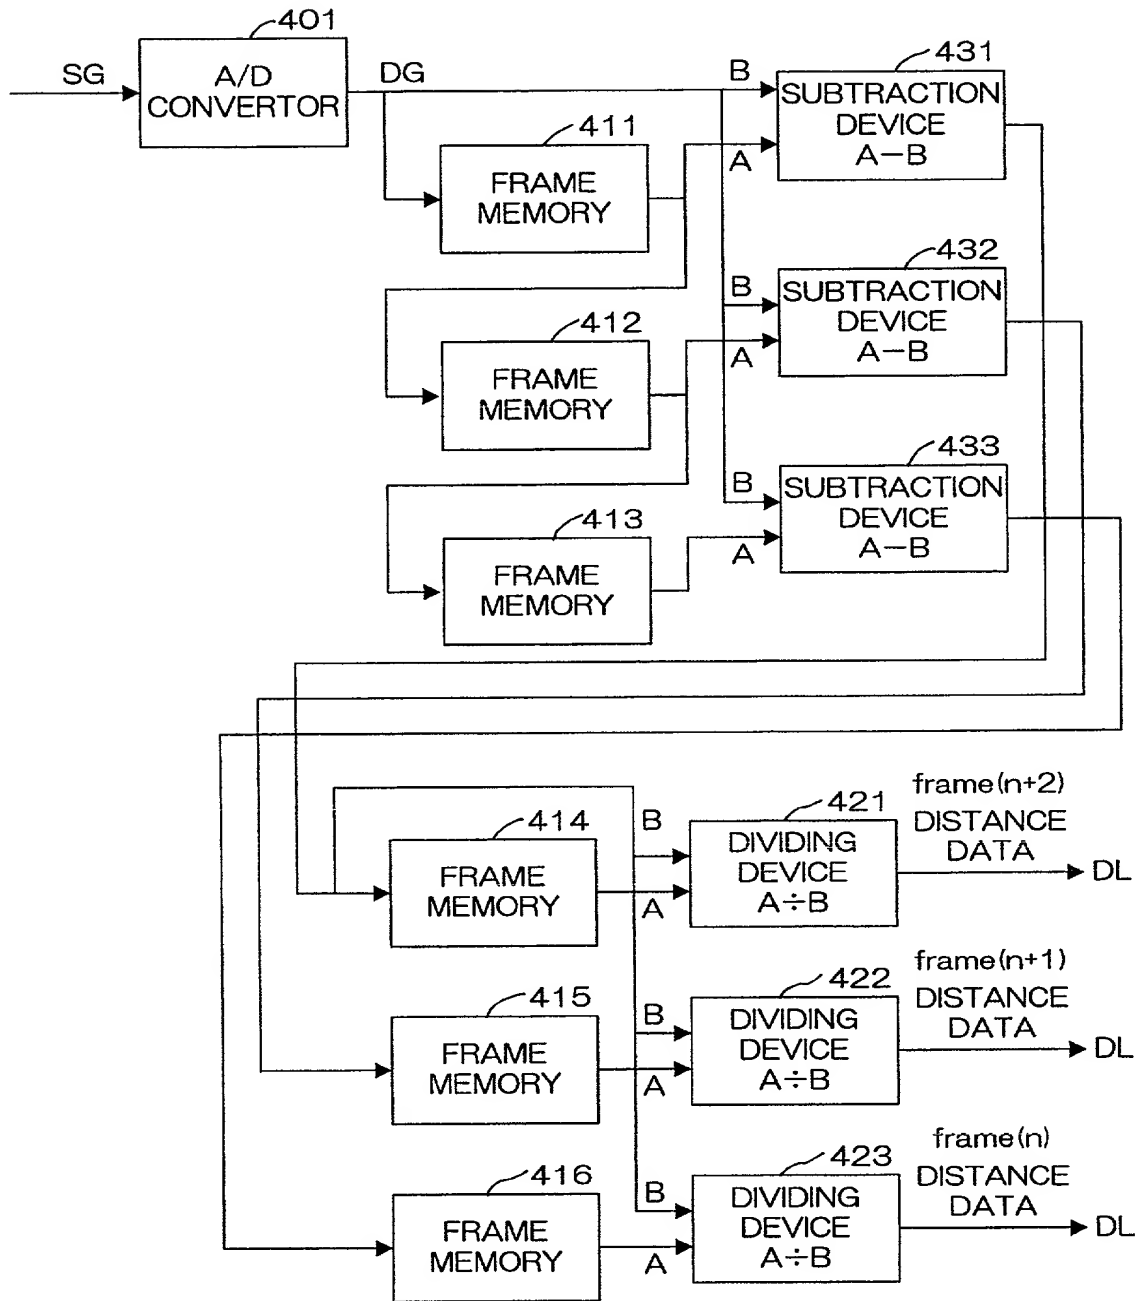 401
SG
A/D
CONVERTOR
DG
431
B
SUBTRACTION
DEVICE
A−B
A
411
FRAME
MEMORY
432
B
SUBTRACTION
DEVICE
A−B
A
412
FRAME
MEMORY
433
B
SUBTRACTION
DEVICE
A−B
A
413
FRAME
MEMORY
414
FRAME
MEMORY
B
A
421
DIVIDING
DEVICE
A÷B
frame(n+2)
DISTANCE
DATA
DL
415
FRAME
MEMORY
B
A
422
DIVIDING
DEVICE
A÷B
frame(n+1)
DISTANCE
DATA
DL
416
FRAME
MEMORY
B
A
423
DIVIDING
DEVICE
A÷B
frame(n)
DISTANCE
DATA
DL